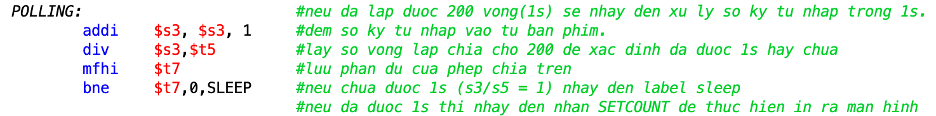 POLLING: #neu da lap duoc 200 vong(1s) se nhay den xu ly so ky tu nhap trong 1s.
addi $s3, $s3, 1 #dem so ky tu nhap vao tu ban phim.
div $s3,$t5 #lay so vong lap chia cho 200 de xac dinh da duoc 1s hay chua
mfhi $t7 #luu phan du cua phep chia tren
bne $t7,0,SLEEP #neu chua duoc 1s (s3/s5 = 1) nhay den label sleep
#neu da duoc 1s thi nhay den nhan SETCOUNT de thuc hien in ra man hinh